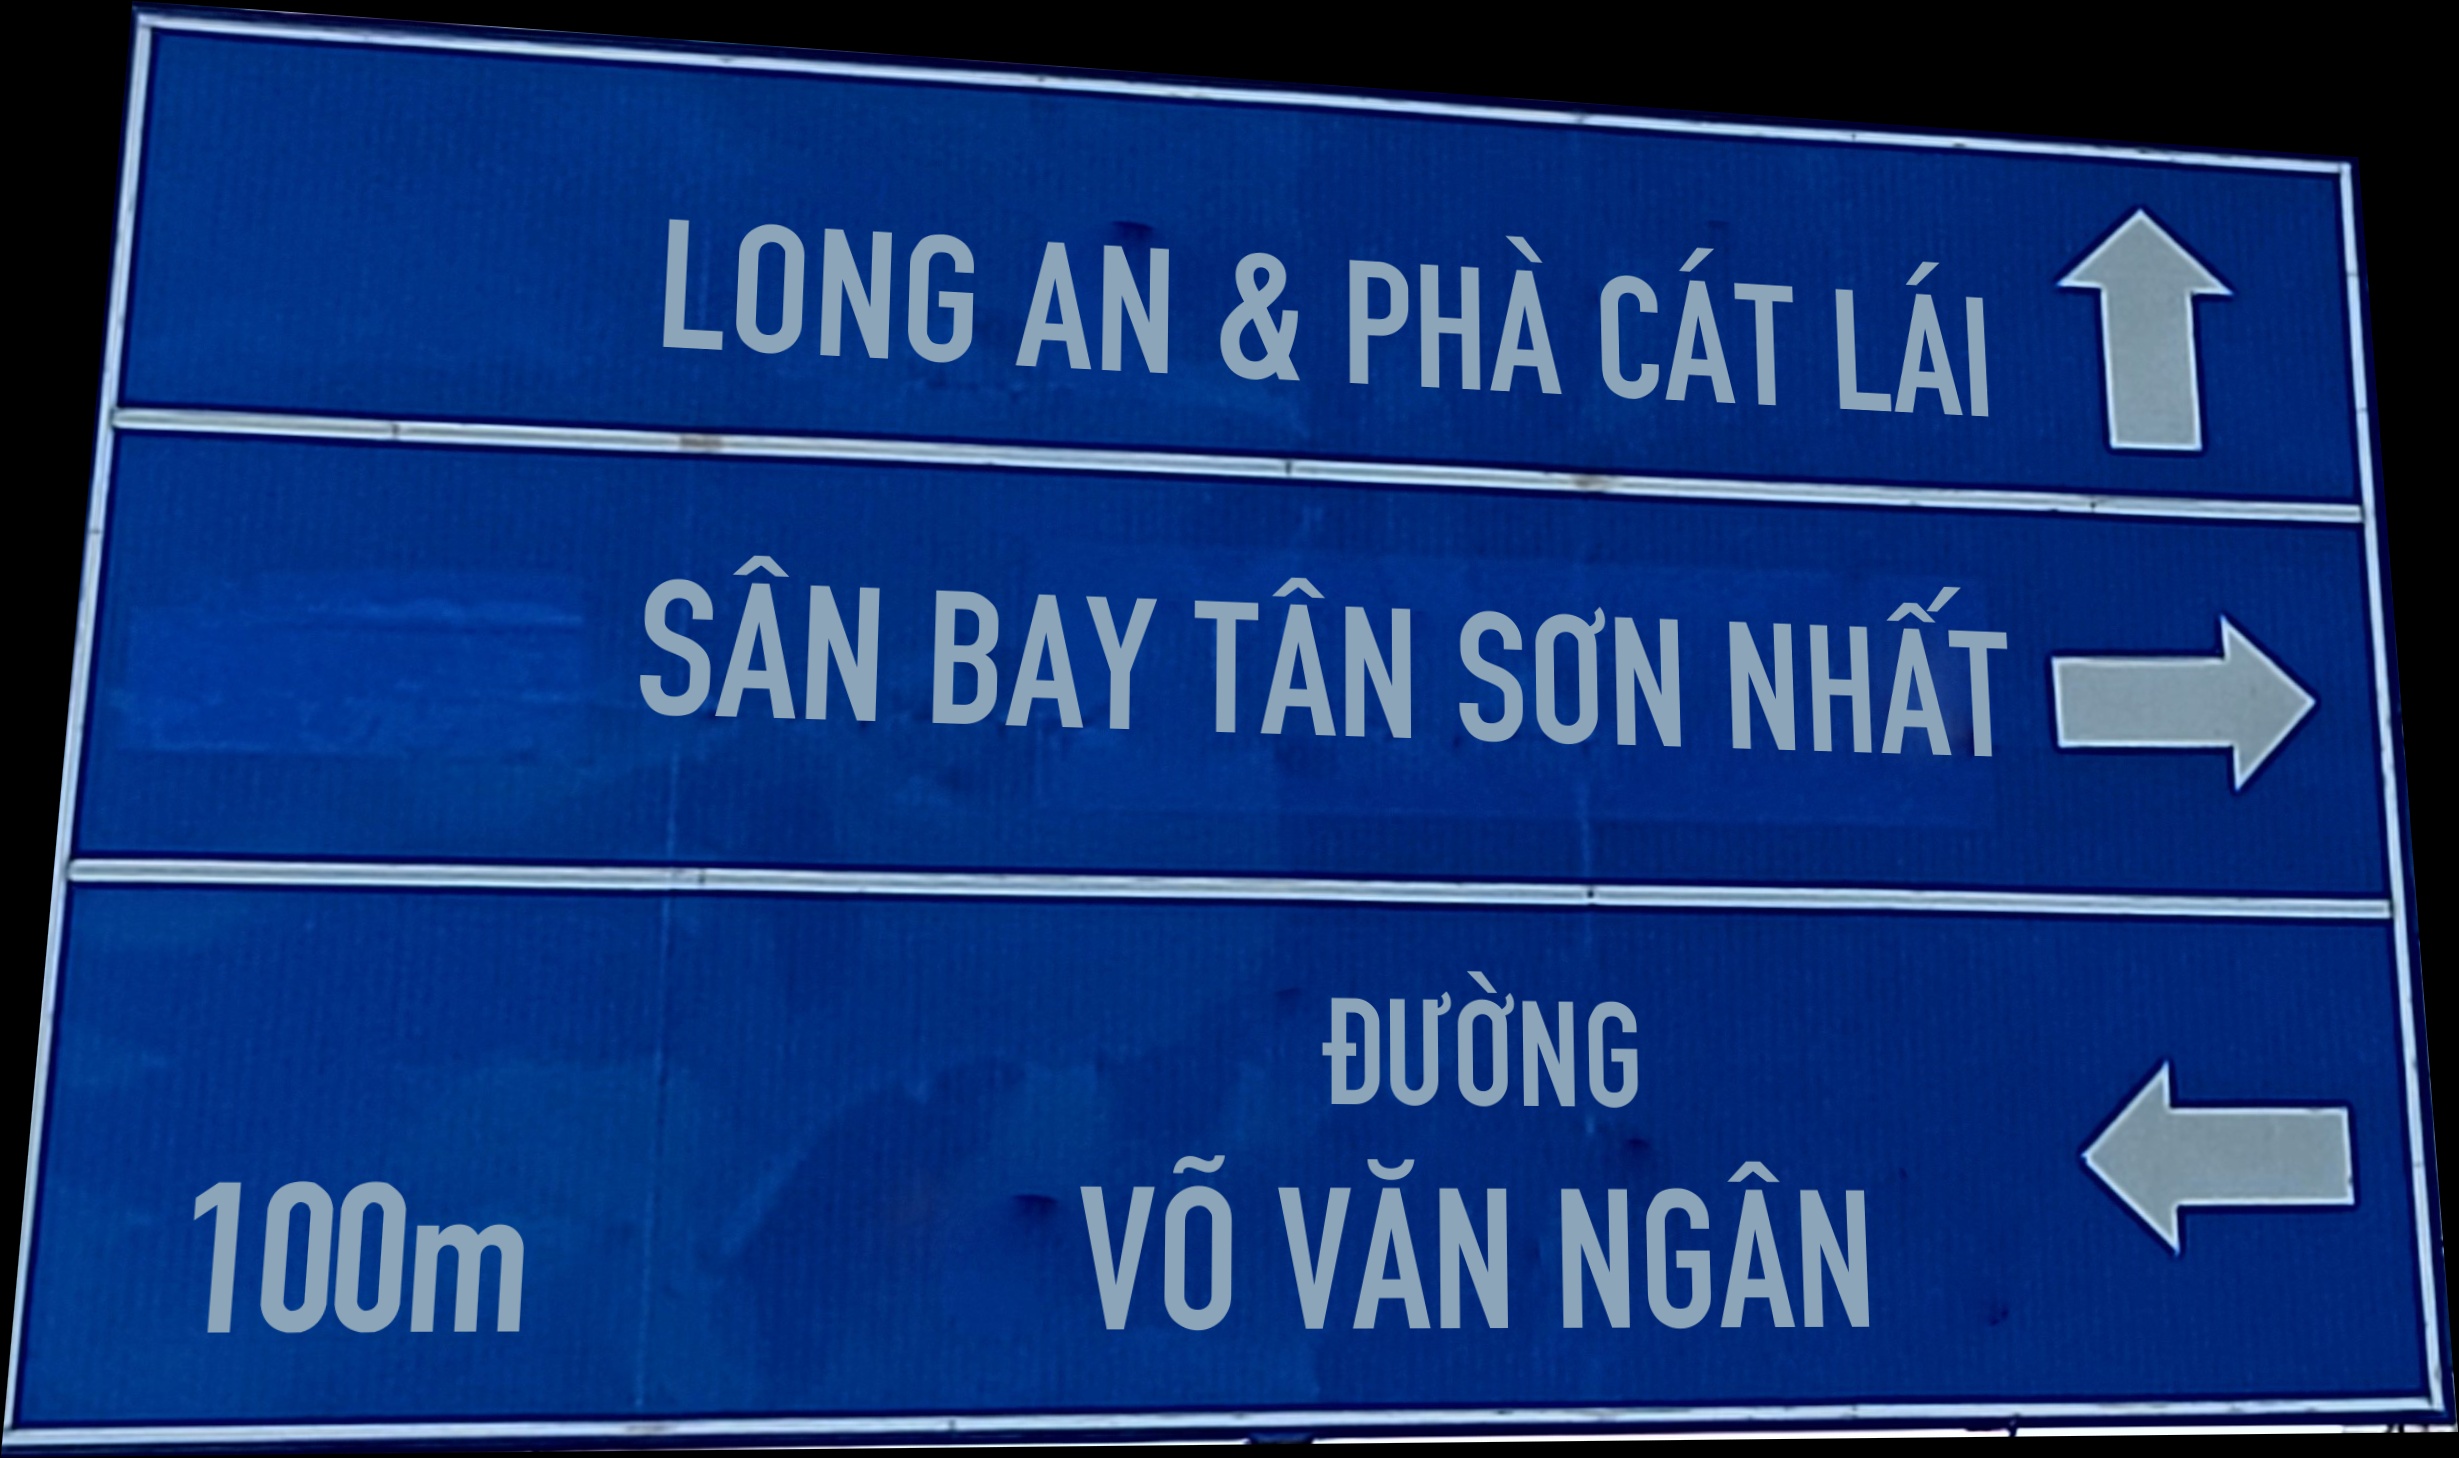 LONG AN & PHÀ CÁT LÁI
SÂN BAY TÂN SƠN NHẤT
ĐƯỜNG
VÕ VĂN NGÂN
100m